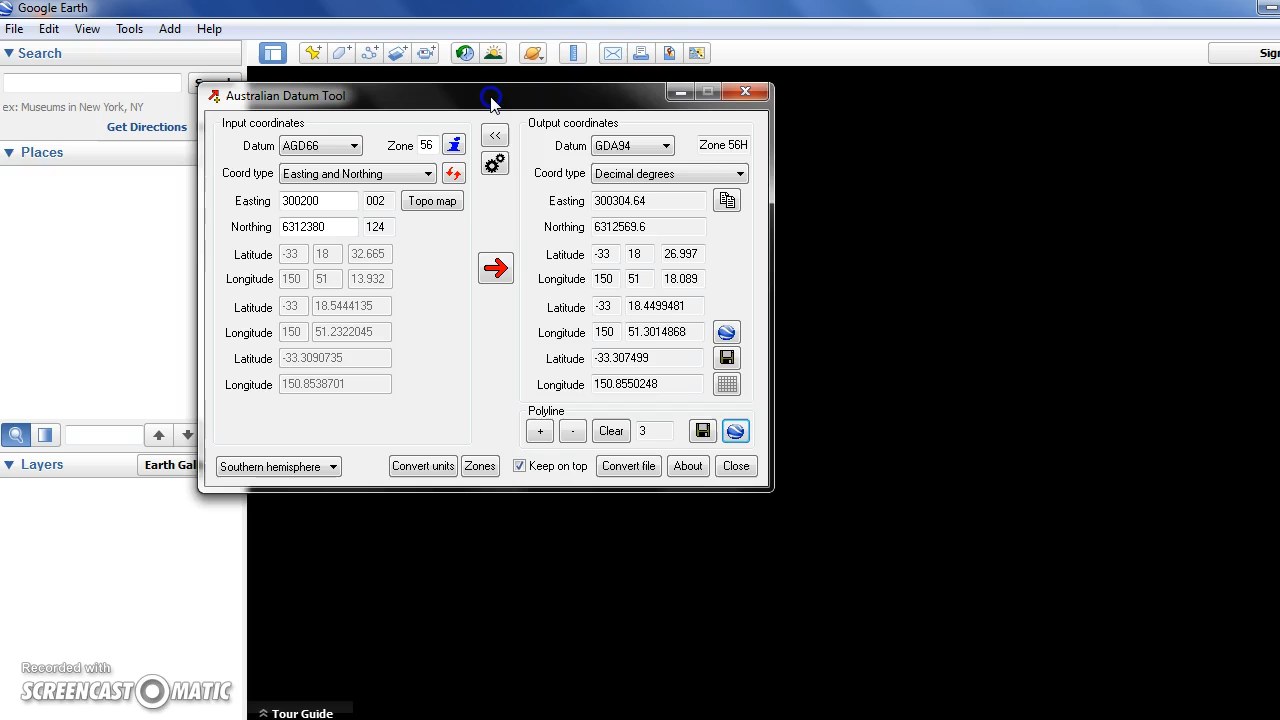 Google Earth
File Edit View Tools Add Help
Search
Sign
ex: Museums in New York, NY
Get Directions
Places
Layers
Earth Gal
Australian Datum Tool
Input coordinates
Datum AGD66 Zone 56
Coord type Easting and Northing
Easting 300200 002 Topo map
Northing 6312380 124
Latitude -33 18 32.665
Longitude 150 51 13.932
Latitude -33 18.5444135
Longitude 150 51.2322045
Latitude -33.3090735
Longitude 150.8538701
<<
Output coordinates
Datum GDA94 Zone 56H
Coord type Decimal degrees
Easting 300304.64
Northing 6312569.6
Latitude -33 18 26.997
Longitude 150 51 18.089
Latitude -33 18.4499481
Longitude 150 51.3014868
Latitude -33.307499
Longitude 150.8550248
Polyline
+ - Clear 3
Southern hemisphere Convert units Zones Keep on top Convert file About Close
Recorded with
SCREENCAST MATIC
Tour Guide